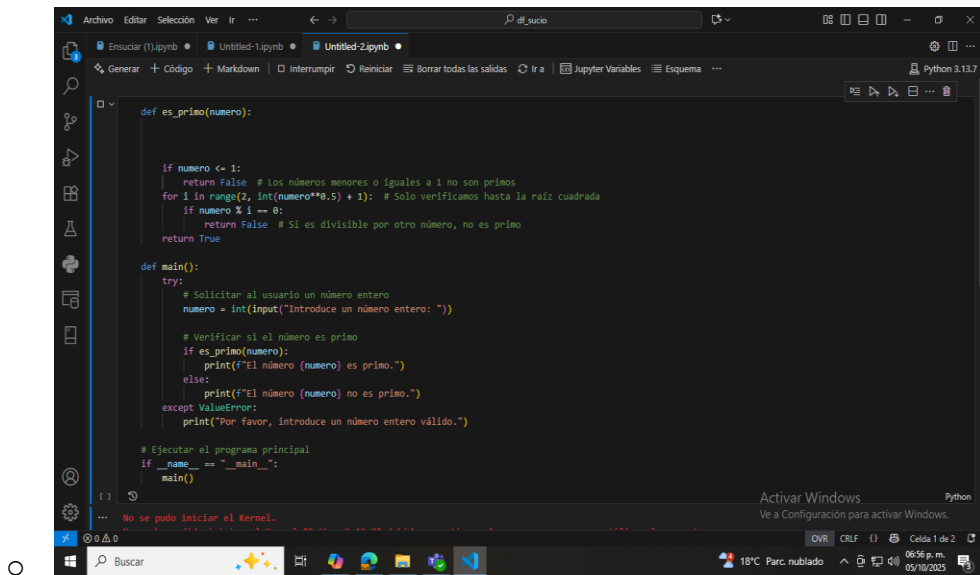 Archivo Editar Selección Ver Ir ··· df_sucio
Ensuciar (1).ipynb Untitled-1.ipynb Untitled-2.ipynb
Generar + Código + Markdown Interrumpir Reiniciar Borrar todas las salidas Ir a Jupyter Variables Esquema ··· Python 3.13.7
def es_primo(numero):
if numero <= 1:
return False # Los números menores o iguales a 1 no son primos
for i in range(2, int(numero**0.5) + 1): # Solo verificamos hasta la raíz cuadrada
if numero % i == 0:
return False # Si es divisible por otro número, no es primo
return True
def main():
try:
# Solicitar al usuario un número entero
numero = int(input("Introduce un número entero: "))
# Verificar si el número es primo
if es_primo(numero):
print(f"El número {numero} es primo.")
else:
print(f"El número {numero} no es primo.")
except ValueError:
print("Por favor, introduce un número entero válido.")
# Ejecutar el programa principal
if __name__ == "__main__":
main()
[ ] Python
Activar Windows
Ve a Configuración para activar Windows.
··· No se pudo iniciar el Kernel.
0 0 OVR CRLF {} Celda 1 de 2
Buscar 18°C Parc. nublado 06:56 p. m.
05/10/2025